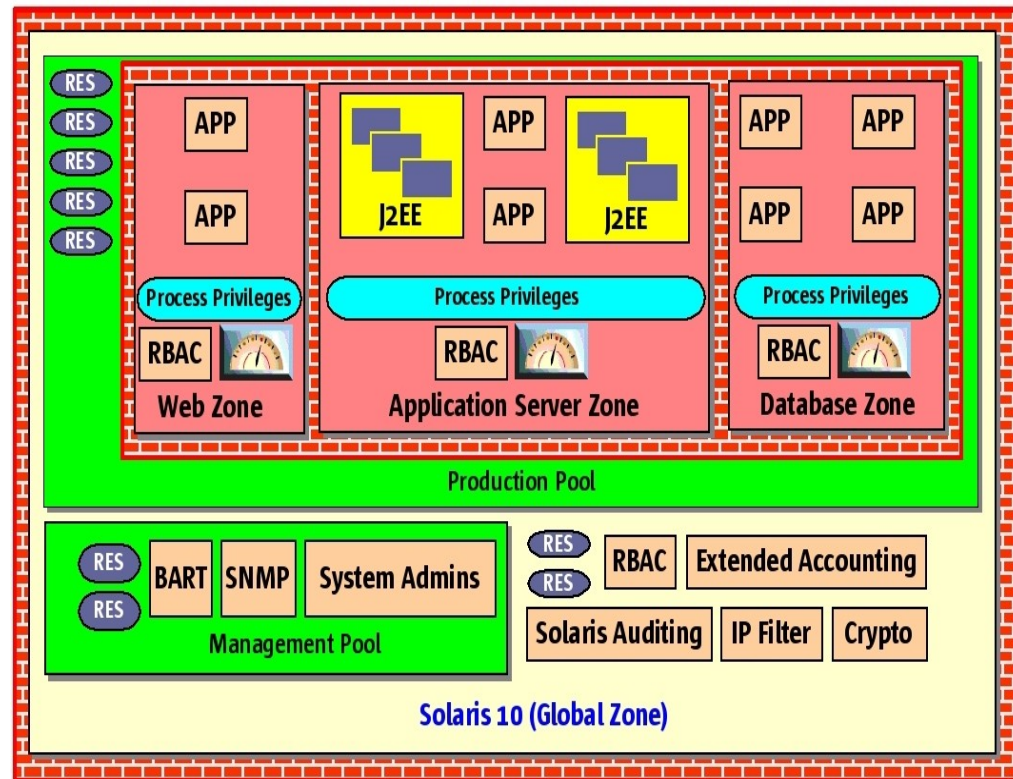 RES
RES
RES
RES
RES
APP
APP
Process Privileges
RBAC
Web Zone
J2EE
APP
APP
J2EE
Process Privileges
RBAC
Application Server Zone
APP
APP
APP
APP
Process Privileges
RBAC
Database Zone
Production Pool
RES
RES
BART
SNMP
System Admins
Management Pool
RES
RES
RBAC
Extended Accounting
Solaris Auditing
IP Filter
Crypto
Solaris 10 (Global Zone)